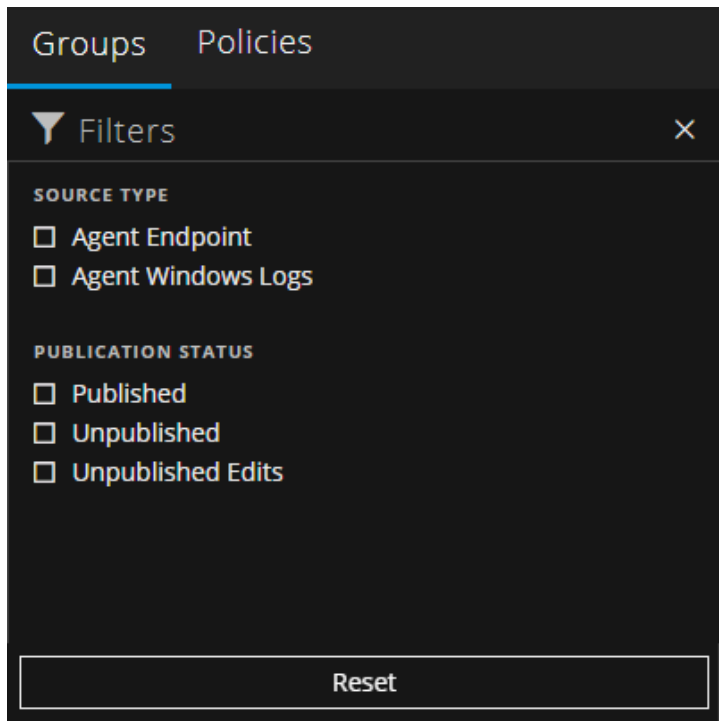 Groups Policies
Filters
SOURCE TYPE
Agent Endpoint
Agent Windows Logs
PUBLICATION STATUS
Published
Unpublished
Unpublished Edits
Reset